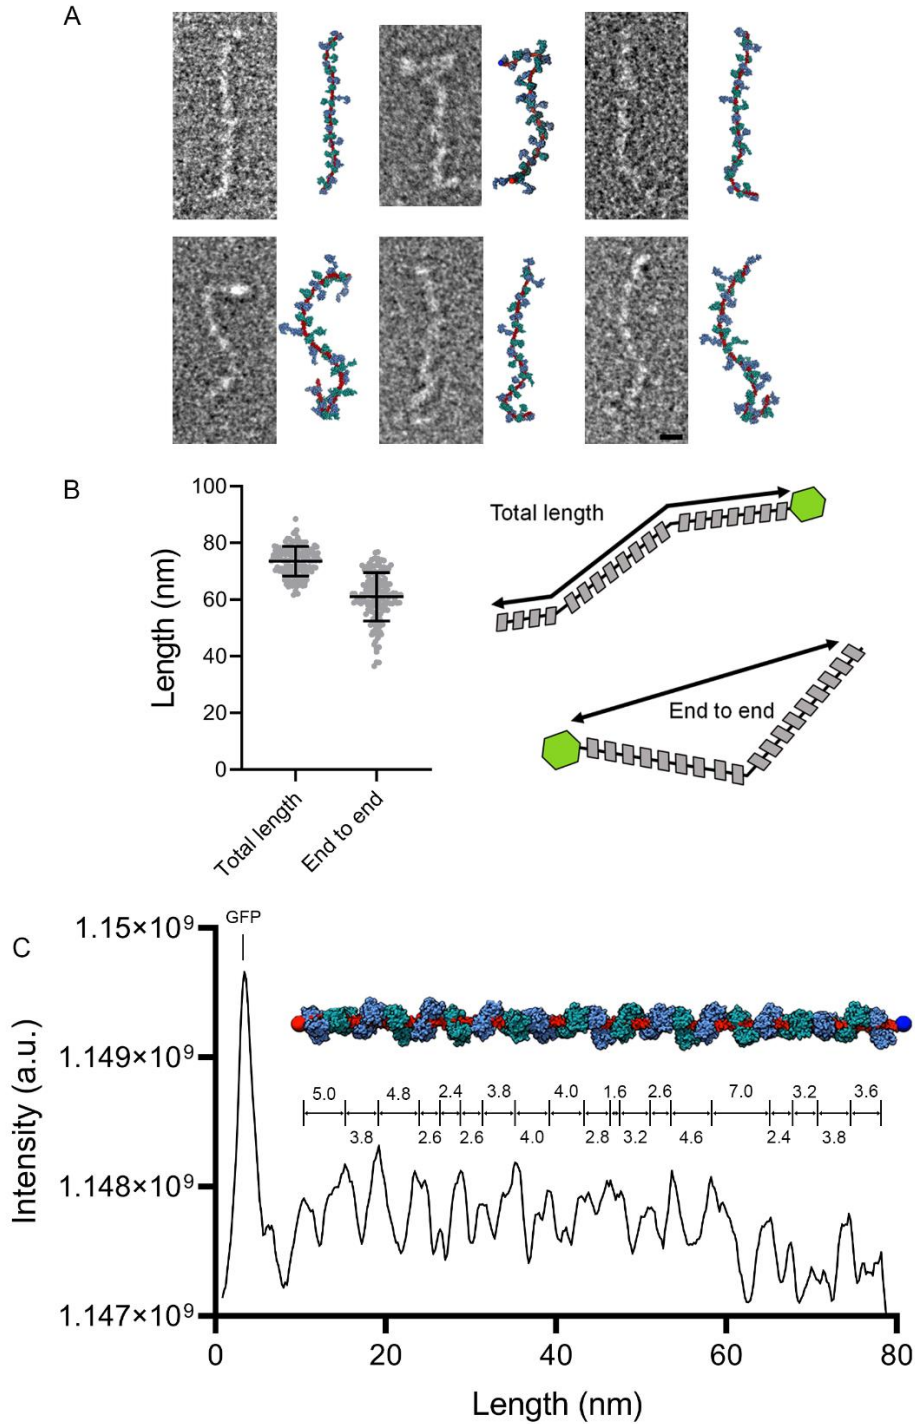 A
B
Length (nm)
100
80
60
40
20
0
Total length
End to end
Total length
End to end
C
GFP
Intensity (a.u.)
1.15×10⁹
1.149×10⁹
1.148×10⁹
1.147×10⁹
5.0 4.8 2.4 3.8 4.0 1.6 2.6 7.0 3.2 3.6
3.8 2.6 2.6 4.0 2.8 3.2 4.6 2.4 3.8
0 20 40 60 80
Length (nm)